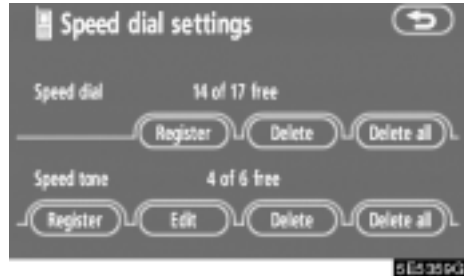 Speed dial settings
Speed dial 14 of 17 free
Register Delete Delete all
Speed tone 4 of 6 free
Register Edit Delete Delete all
5E5359G